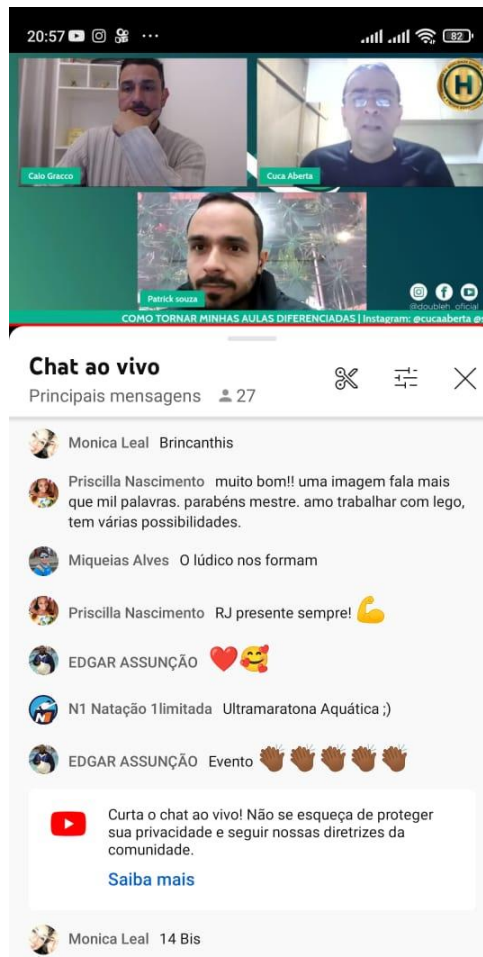 20:57 ... 82
H
Caio Gracco
Cuca Aberta
Patrick souza
@doubleh_oficial
COMO TORNAR MINHAS AULAS DIFERENCIADAS | Instagram: @cucaaberta @s
Chat ao vivo
Principais mensagens 27
Monica Leal Brincanthis
Priscilla Nascimento muito bom!! uma imagem fala mais
que mil palavras. parabéns mestre. amo trabalhar com lego,
tem várias possibilidades.
Miqueias Alves O lúdico nos formam
Priscilla Nascimento RJ presente sempre! 💪
EDGAR ASSUNÇÃO ❤️🥰
N1 Natação 1limitada Ultramaratona Aquática ;)
EDGAR ASSUNÇÃO Evento 👏🏾👏🏾👏🏾👏🏾👏🏾
Curta o chat ao vivo! Não se esqueça de proteger
sua privacidade e seguir nossas diretrizes da
comunidade.
Saiba mais
Monica Leal 14 Bis